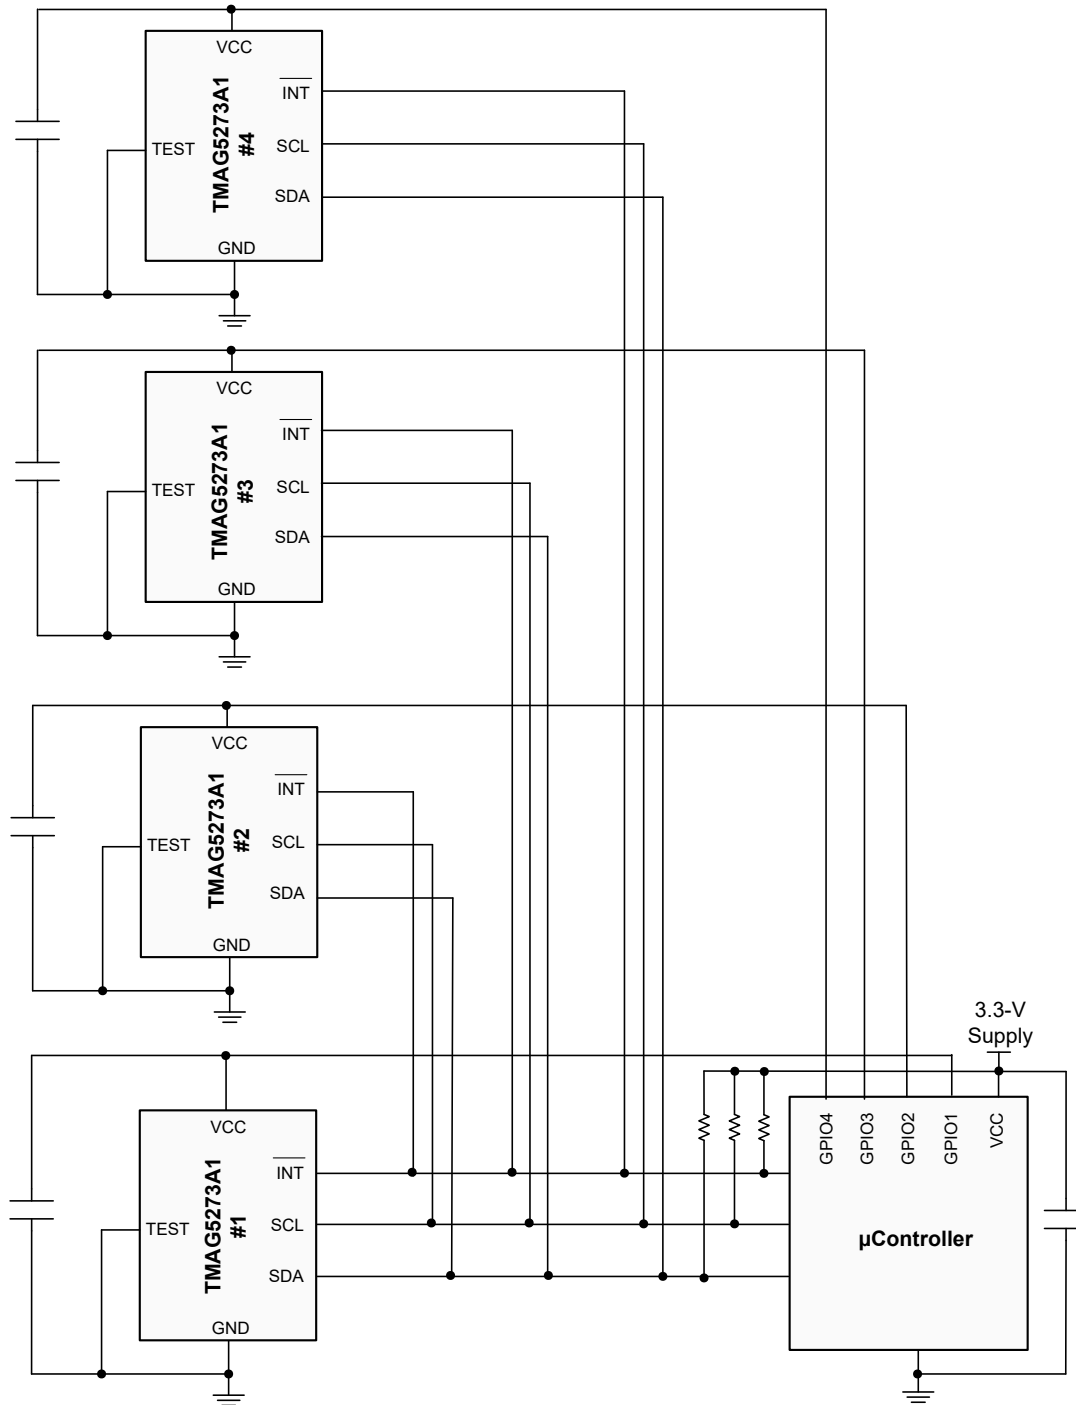 VCC
INT
TMAG5273A1
#4
TEST
SCL
SDA
GND
VCC
INT
TMAG5273A1
#3
TEST
SCL
SDA
GND
VCC
INT
TMAG5273A1
#2
TEST
SCL
SDA
GND
3.3-V
Supply
VCC
INT
TMAG5273A1
#1
TEST
SCL
SDA
GND
GPIO4
GPIO3
GPIO2
GPIO1
VCC
µController